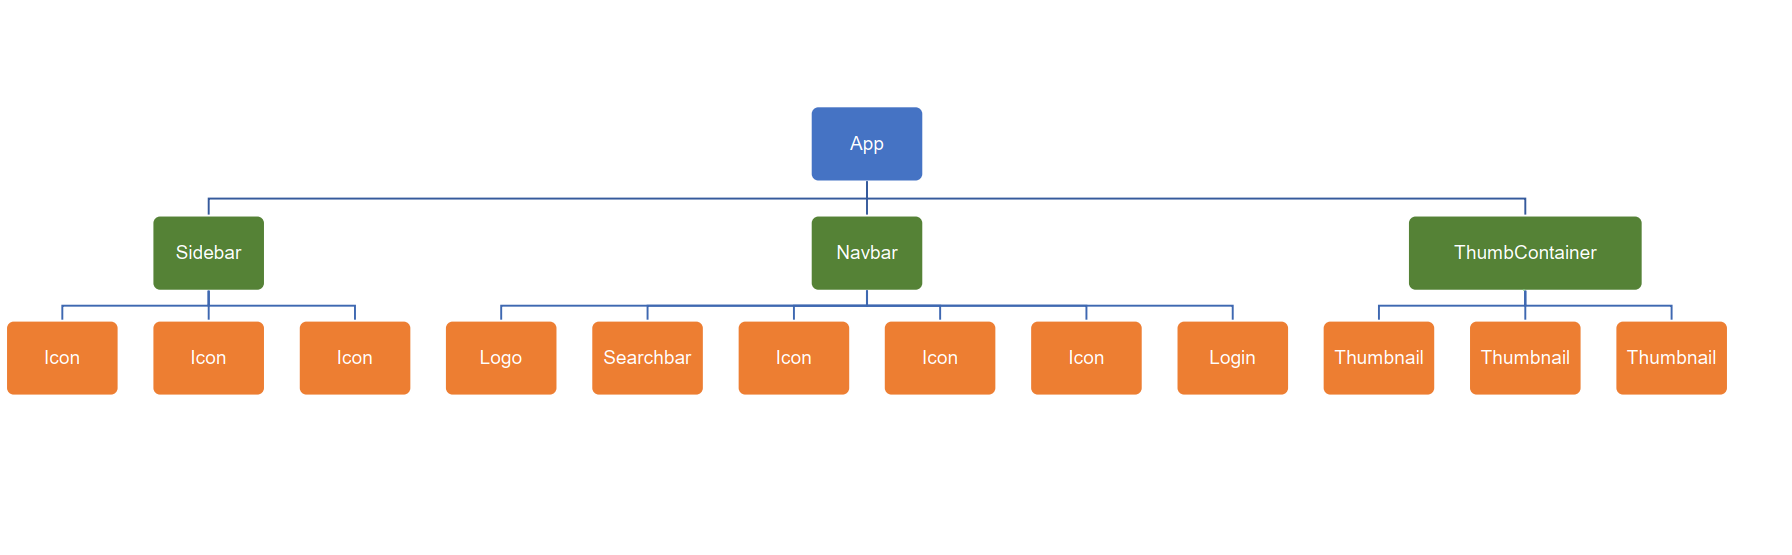 App
Sidebar
Navbar
ThumbContainer
Icon
Icon
Icon
Logo
Searchbar
Icon
Icon
Icon
Login
Thumbnail
Thumbnail
Thumbnail